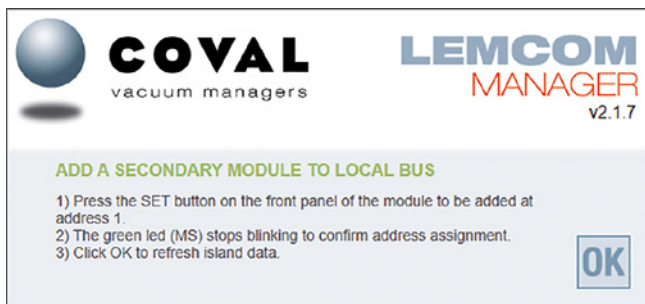 COVAL
vacuum managers
LEMCOM
MANAGER
v2.1.7
ADD A SECONDARY MODULE TO LOCAL BUS
1) Press the SET button on the front panel of the module to be added at
address 1.
2) The green led (MS) stops blinking to confirm address assignment.
3) Click OK to refresh island data.
OK